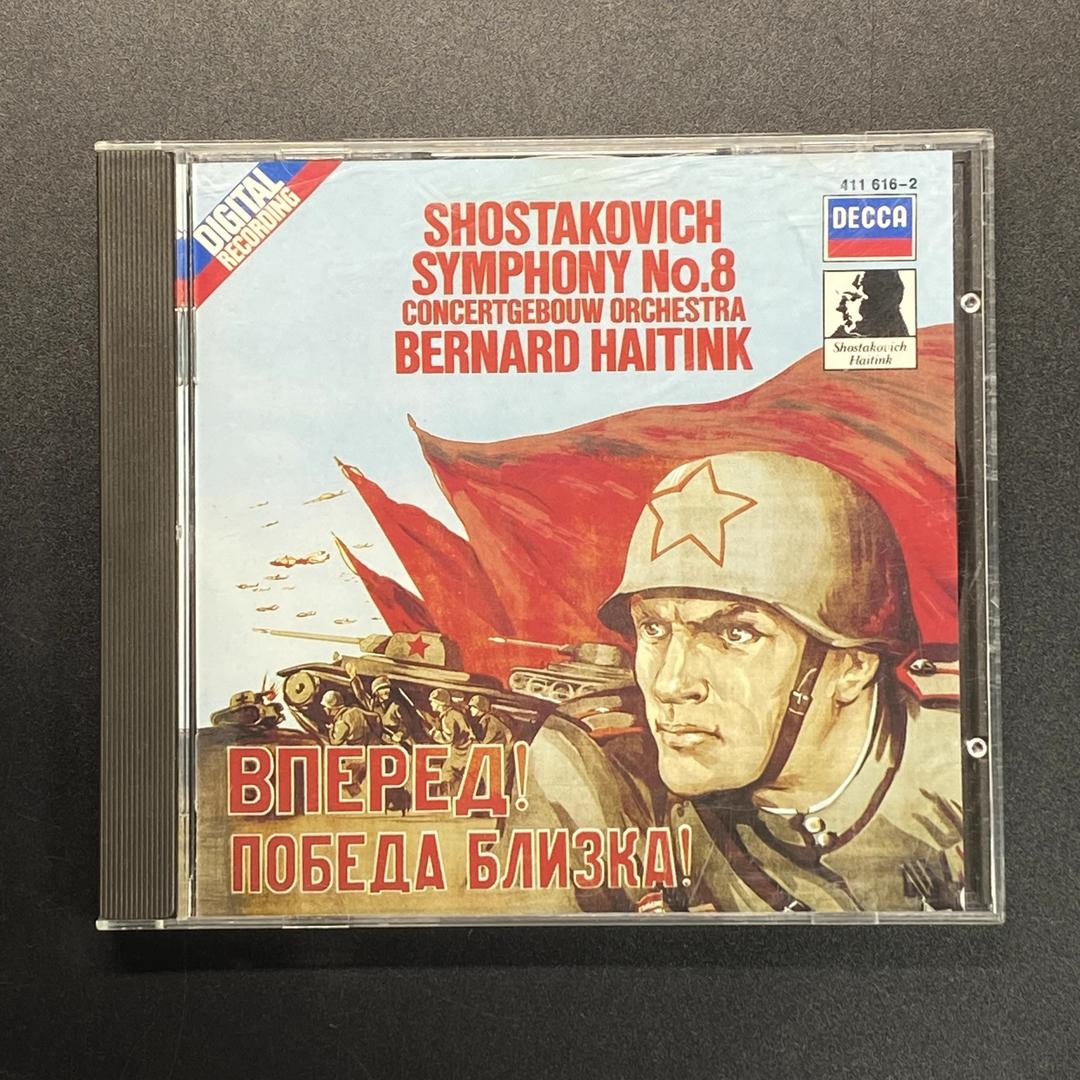 DIGITAL
RECORDING
411 616-2
DECCA
SHOSTAKOVICH
SYMPHONY No.8
CONCERTGEBOUW ORCHESTRA
BERNARD HAITINK
Shostakovich
Haitink
ВПЕРЕД!
ПОБЕДА БЛИЗКА!